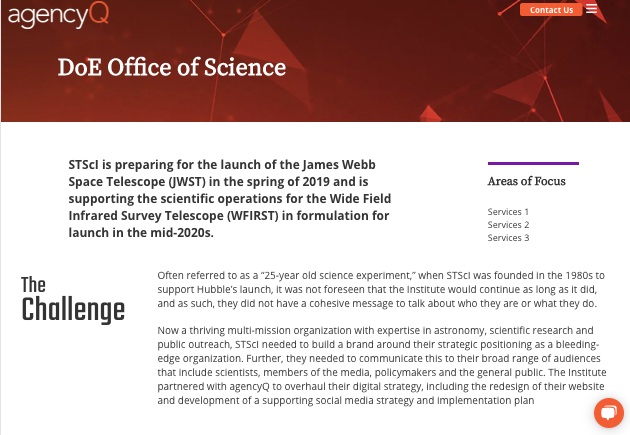 agencyQ
Contact Us
DoE Office of Science
STScI is preparing for the launch of the James Webb
Space Telescope (JWST) in the spring of 2019 and is
supporting the scientific operations for the Wide Field
Infrared Survey Telescope (WFIRST) in formulation for
launch in the mid-2020s.
Areas of Focus
Services 1
Services 2
Services 3
The
Challenge
Often referred to as a “25-year old science experiment,” when STScI was founded in the 1980s to
support Hubble’s launch, it was not foreseen that the Institute would continue as long as it did,
and as such, they did not have a cohesive message to talk about who they are or what they do.
Now a thriving multi-mission organization with expertise in astronomy, scientific research and
public outreach, STScI needed to build a brand around their strategic positioning as a bleeding-
edge organization. Further, they needed to communicate this to their broad range of audiences
that include scientists, members of the media, policymakers and the general public. The Institute
partnered with agencyQ to overhaul their digital strategy, including the redesign of their website
and development of a supporting social media strategy and implementation plan